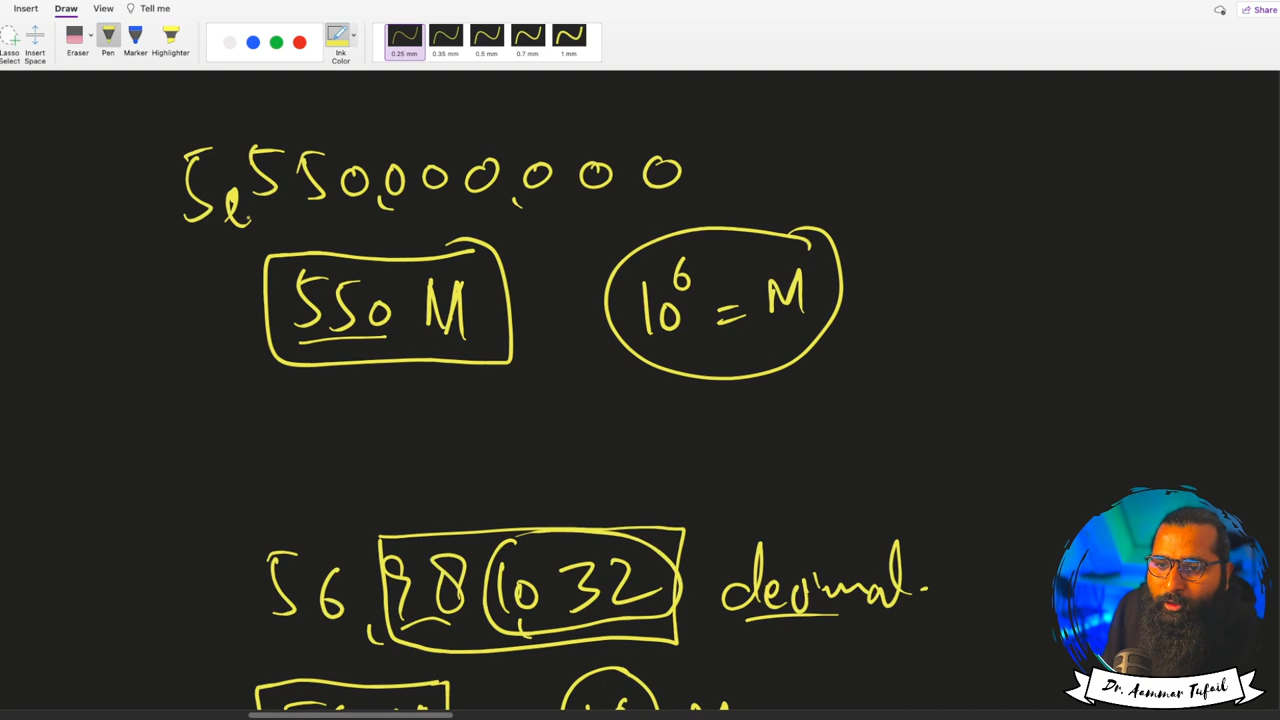 Insert Draw View Tell me
Share
Lasso Select
Insert Space
Eraser
Pen
Marker
Highlighter
Ink Color
0.25 mm
0.35 mm
0.5 mm
0.7 mm
1 mm
5,550,000,000
550 M
10⁶ = M
56,981,032 decimal.
Dr. Aammar Tufail